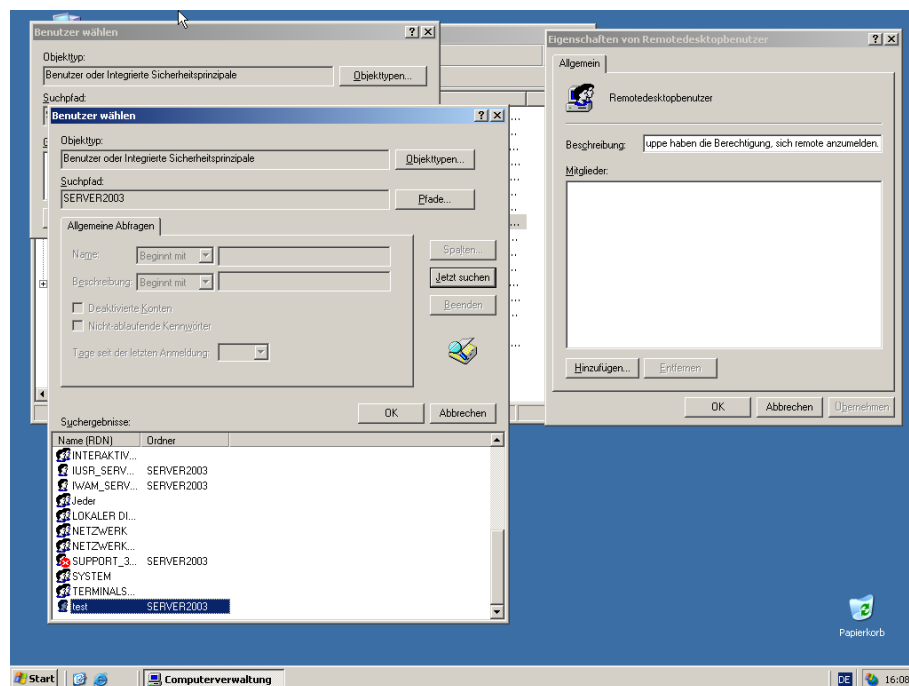 Benutzer wählen
Objekttyp:
Benutzer oder Integrierte Sicherheitsprinzipale
Objekttypen...
Suchpfad:
Benutzer wählen
Objekttyp:
Benutzer oder Integrierte Sicherheitsprinzipale
Objekttypen...
Suchpfad:
SERVER2003
Pfade...
Allgemeine Abfragen
Name:
Beginnt mit
Beschreibung:
Beginnt mit
Deaktivierte Konten
Nicht-ablaufende Kennwörter
Tage seit der letzten Anmeldung:
Spalten...
Jetzt suchen
Beenden
OK
Abbrechen
Suchergebnisse:
Name (RDN) Ordner
INTERAKTIV...
IUSR_SERV... SERVER2003
IWAM_SERV... SERVER2003
Jeder
LOKALER DI...
NETZWERK
NETZWERK...
SUPPORT_3... SERVER2003
SYSTEM
TERMINALS...
test SERVER2003
Eigenschaften von Remotedesktopbenutzer
Allgemein
Remotedesktopbenutzer
Beschreibung:
uppe haben die Berechtigung, sich remote anzumelden.
Mitglieder:
Hinzufügen...
Entfernen
OK
Abbrechen
Übernehmen
Papierkorb
Start
Computerverwaltung
DE
16:08